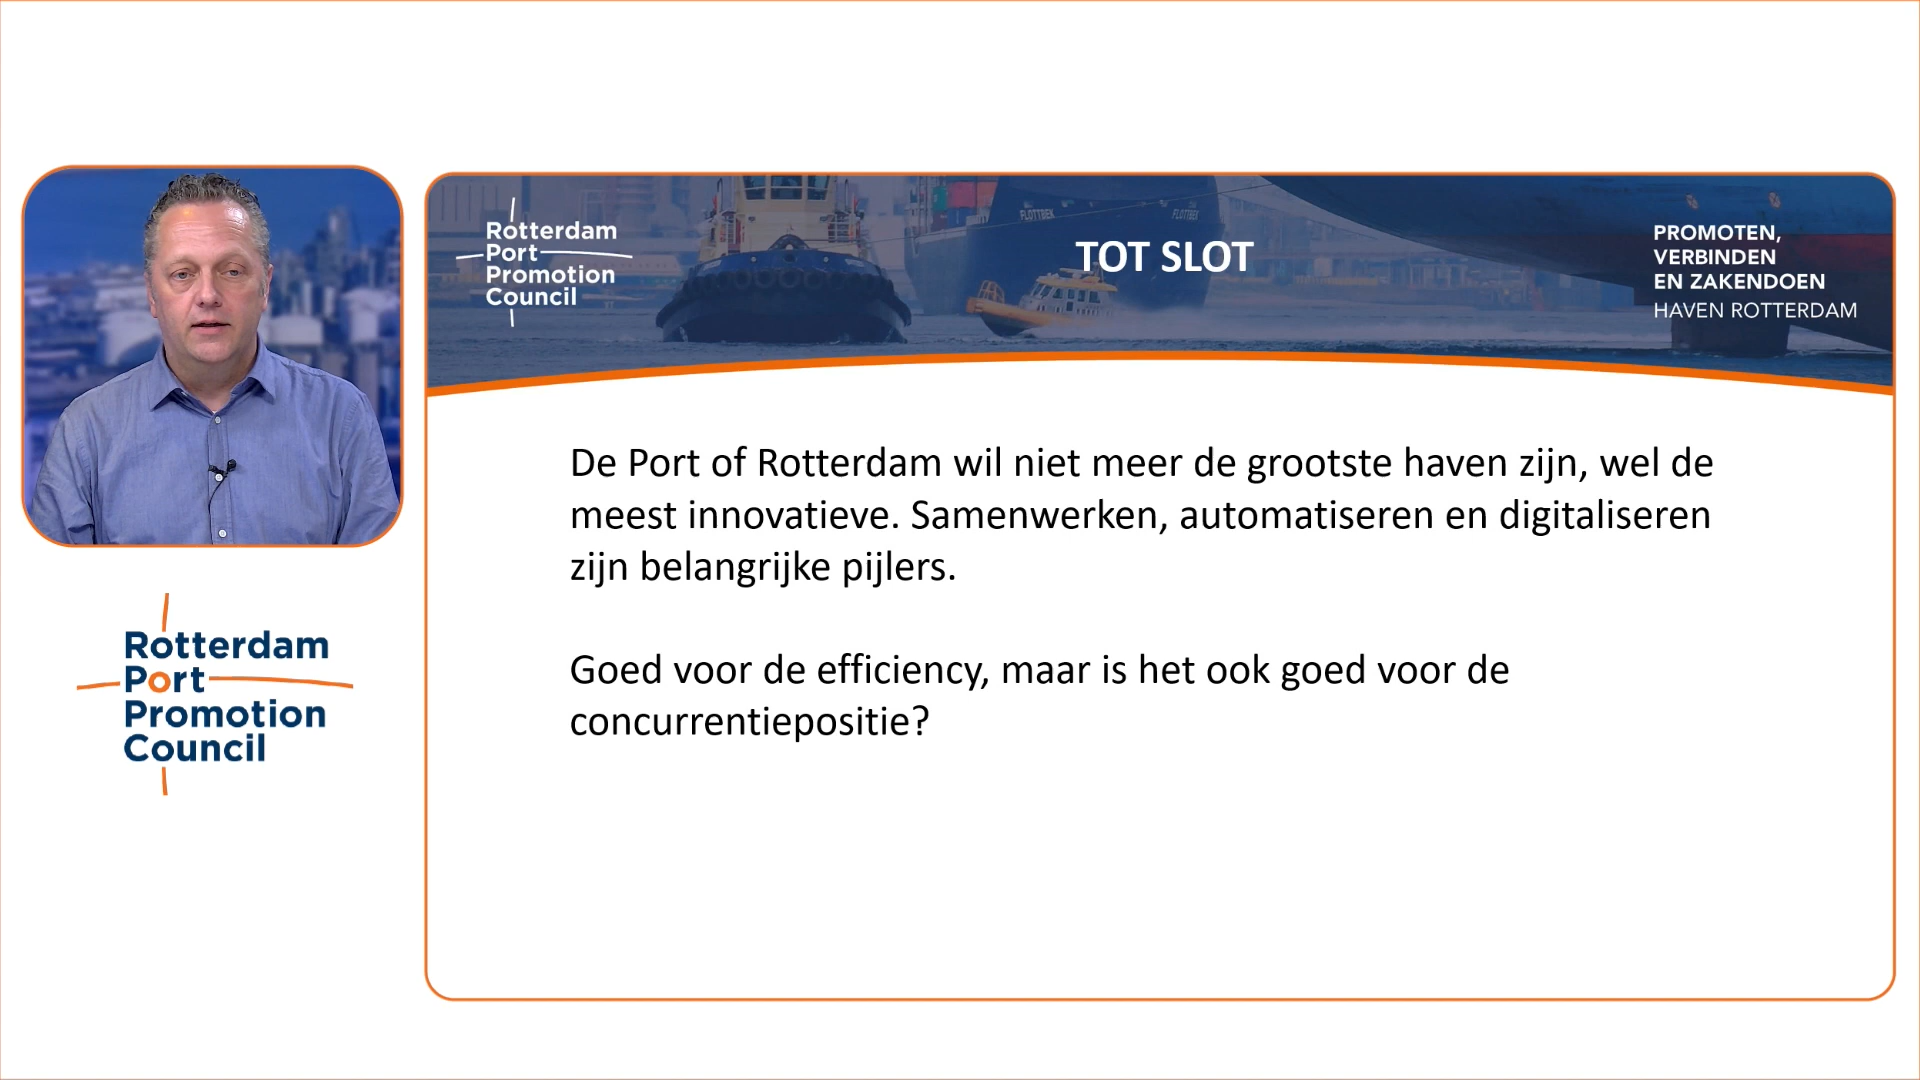 Rotterdam
Port
Promotion
Council
TOT SLOT
PROMOTEN,
VERBINDEN
EN ZAKENDOEN
HAVEN ROTTERDAM
FLOTTBEK
FLOTTBEK
De Port of Rotterdam wil niet meer de grootste haven zijn, wel de
meest innovatieve. Samenwerken, automatiseren en digitaliseren
zijn belangrijke pijlers.
Goed voor de efficiency, maar is het ook goed voor de
concurrentiepositie?
Rotterdam
Port
Promotion
Council